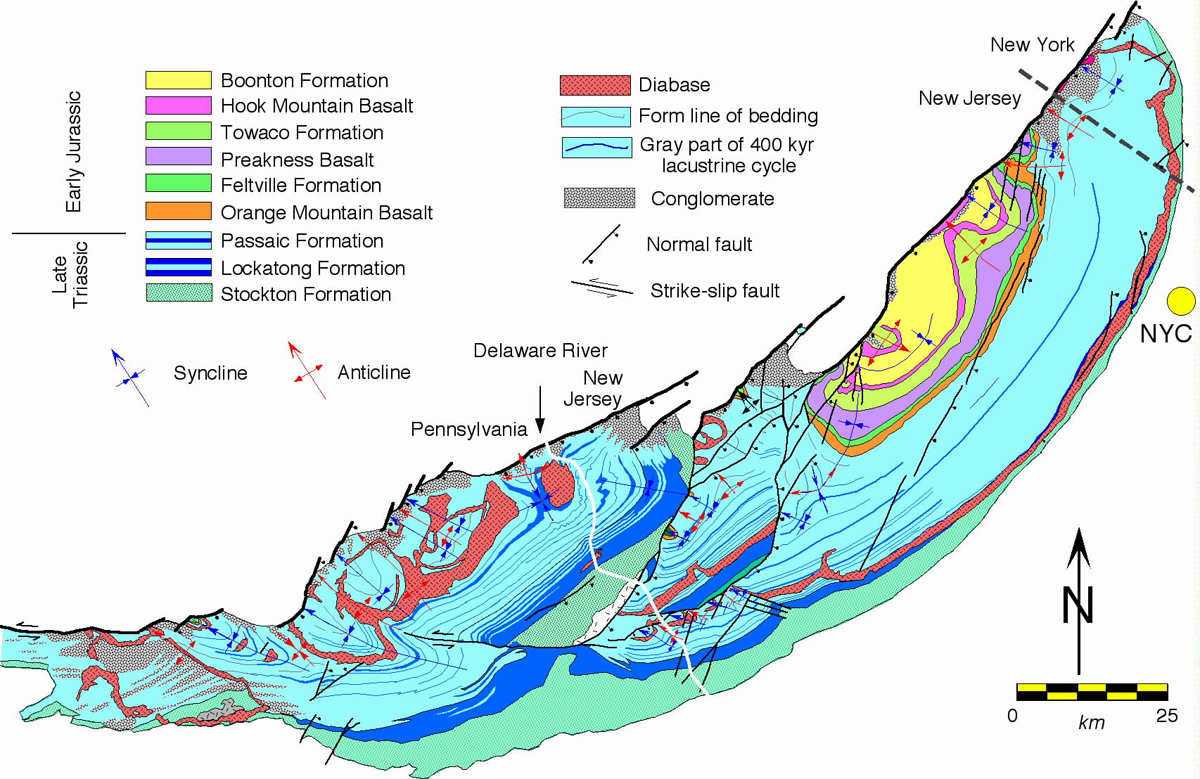 Early Jurassic
Late
Triassic
Boonton Formation
Hook Mountain Basalt
Towaco Formation
Preakness Basalt
Feltville Formation
Orange Mountain Basalt
Passaic Formation
Lockatong Formation
Stockton Formation
Diabase
Form line of bedding
Gray part of 400 kyr
lacustrine cycle
Conglomerate
Normal fault
Strike-slip fault
Syncline
Anticline
New York
New Jersey
NYC
Delaware River
New
Jersey
Pennsylvania
N
0 25
km